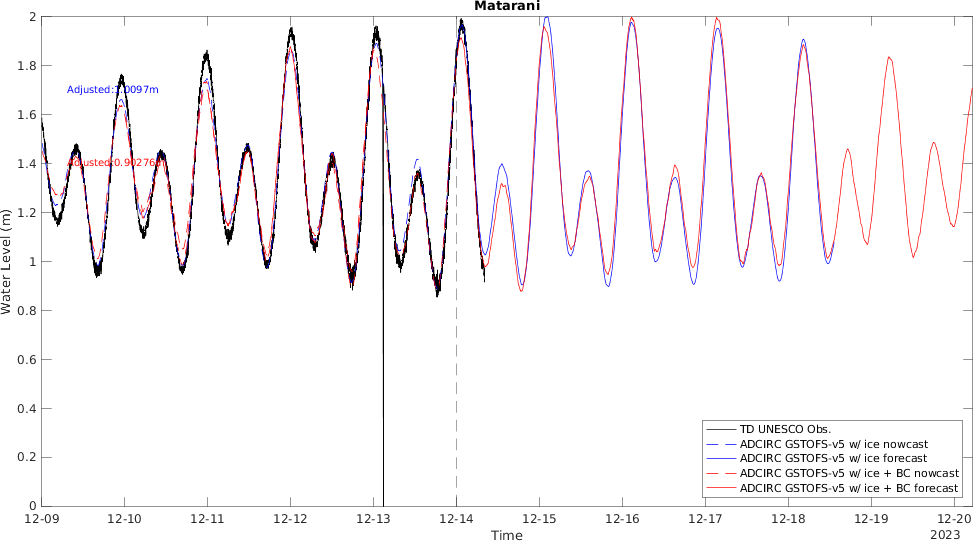 Matarani
Water Level (m)
2
1.8
1.6
1.4
1.2
1
0.8
0.6
0.4
0.2
0
Adjusted:1.0097m
TD UNESCO Obs.
ADCIRC GSTOFS-v5 w/ ice nowcast
ADCIRC GSTOFS-v5 w/ ice forecast
ADCIRC GSTOFS-v5 w/ ice + BC nowcast
ADCIRC GSTOFS-v5 w/ ice + BC forecast
12-09 12-10 12-11 12-12 12-13 12-14 12-15 12-16 12-17 12-18 12-19 12-20
Time
2023